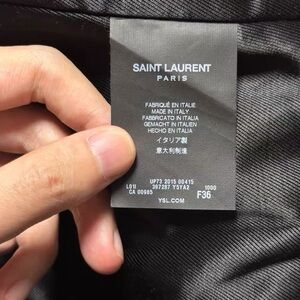 SAINT LAURENT
PARIS
FABRIQUÉ EN ITALIE
MADE IN ITALY
FABBRICATO IN ITALIA
GEMACHT IN ITALIEN
HECHO EN ITALIA
イタリア製
意大利制造
UP73 2015 00415
LGU 397287 Y5YA2 1000
CA 00985 F36
YSL.COM